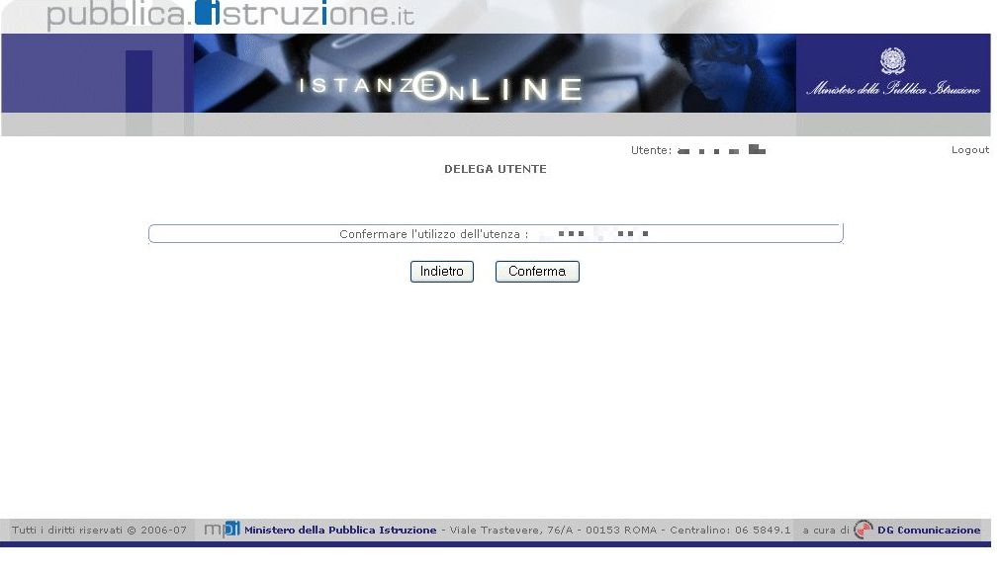 pubblica.istruzione.it
ISTANZE ON LINE
Ministero della Pubblica Istruzione
Utente:
Logout
DELEGA UTENTE
Confermare l'utilizzo dell'utenza :
Indietro
Conferma
Tutti i diritti riservati © 2006-07
mpi Ministero della Pubblica Istruzione - Viale Trastevere, 76/A - 00153 ROMA - Centralino: 06 5849.1
a cura di DG Comunicazione